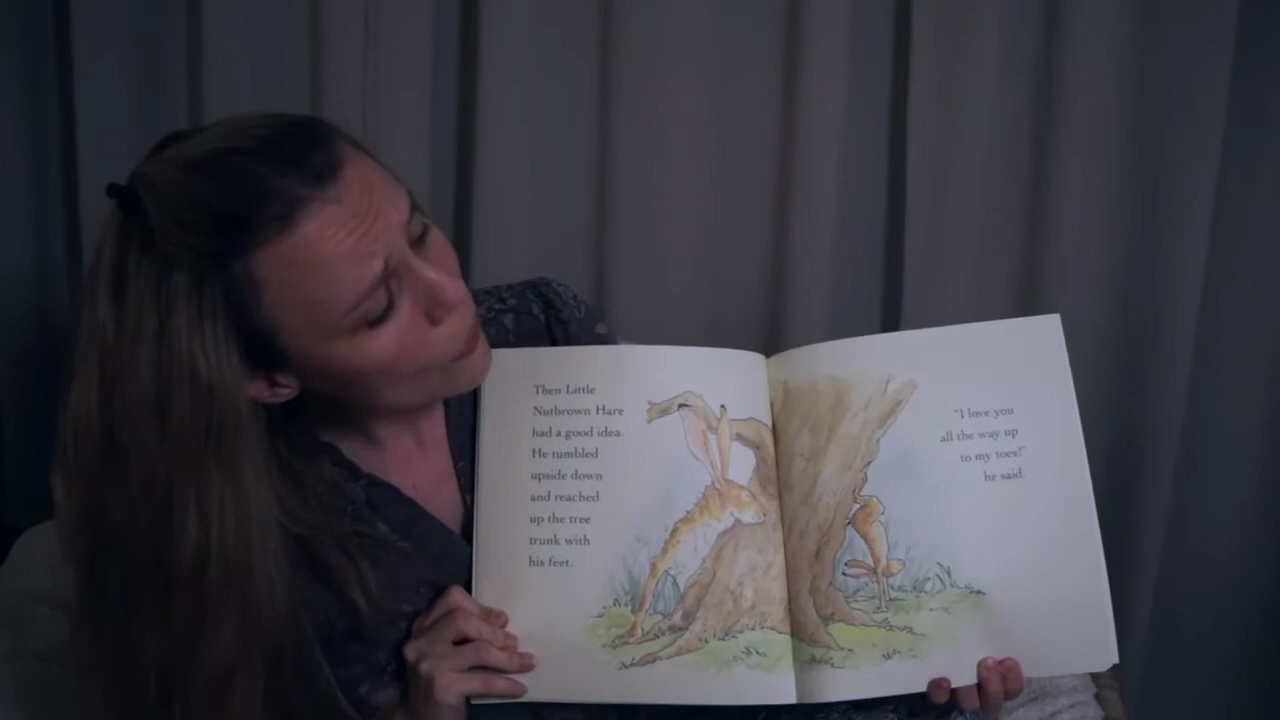 Then Little
Nutbrown Hare
had a good idea.
He tumbled
upside down
and reached
up the tree
trunk with
his feet.
"I love you
all the way up
to my toes!"
he said.